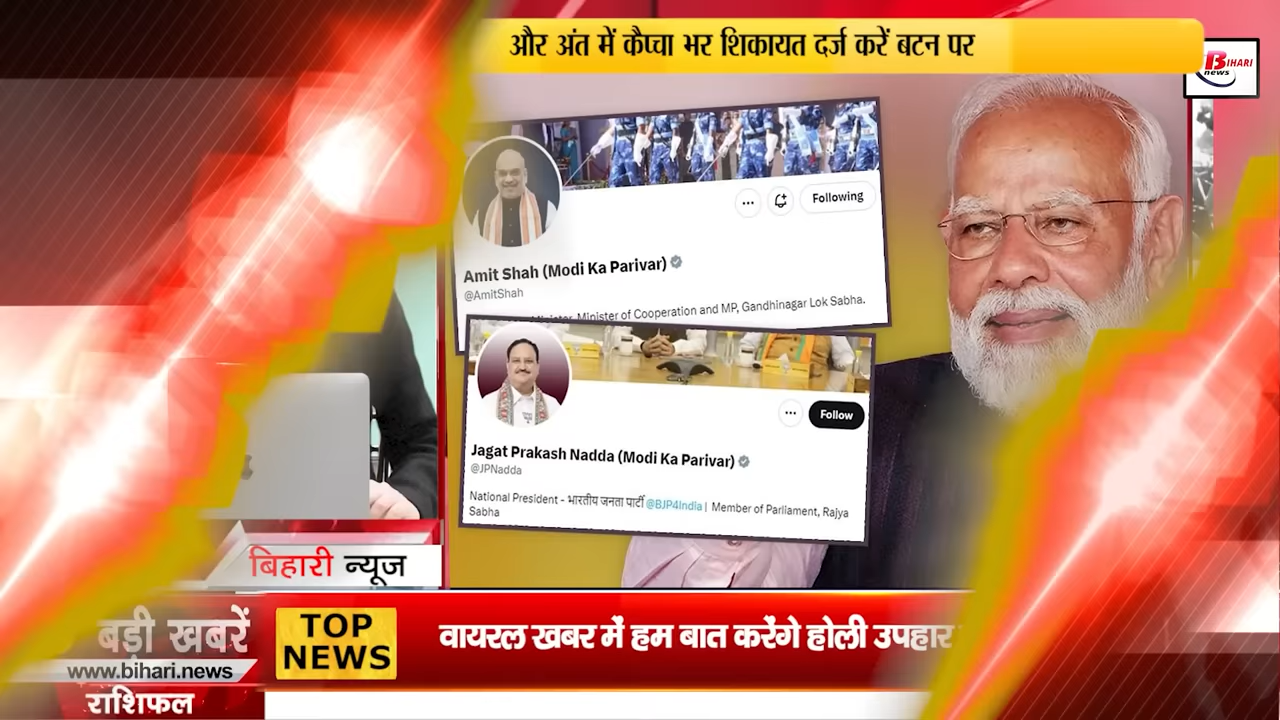 और अंत में कैप्चा भर शिकायत दर्ज करें बटन पर
BIHARI
news
Following
Amit Shah (Modi Ka Parivar)
@AmitShah
Minister of Cooperation and MP, Gandhinagar Lok Sabha.
Follow
Jagat Prakash Nadda (Modi Ka Parivar)
@JPNadda
National President - भारतीय जनता पार्टी @BJP4India | Member of Parliament, Rajya
Sabha
बिहारी न्यूज
बड़ी खबरें
TOP
NEWS
वायरल खबर में हम बात करेंगे होली उपहार
www.bihari.news
राशिफल